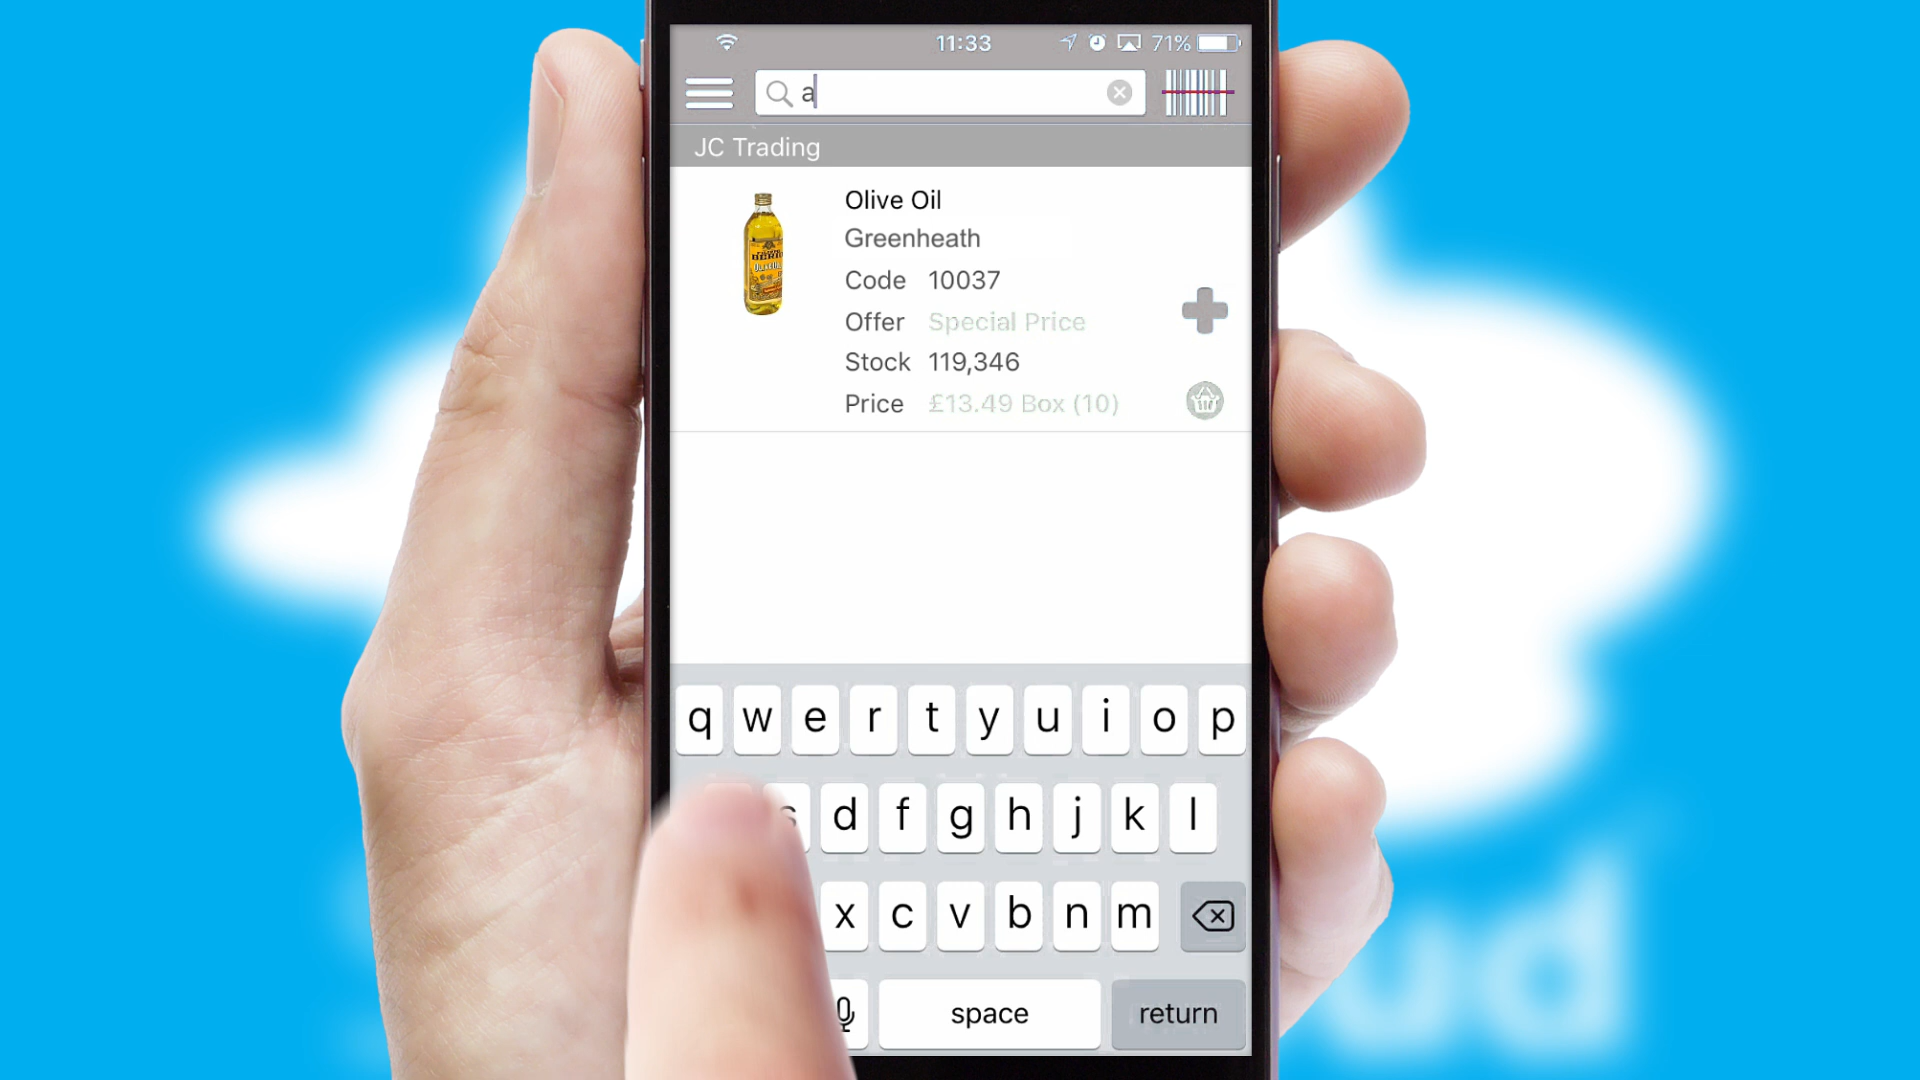 11:33 71%
a
JC Trading
Olive Oil
Greenheath
Code 10037
Offer Special Price
Stock 119,346
Price £13.49 Box (10)
q w e r t y u i o p
s d f g h j k l
x c v b n m
space return
ud